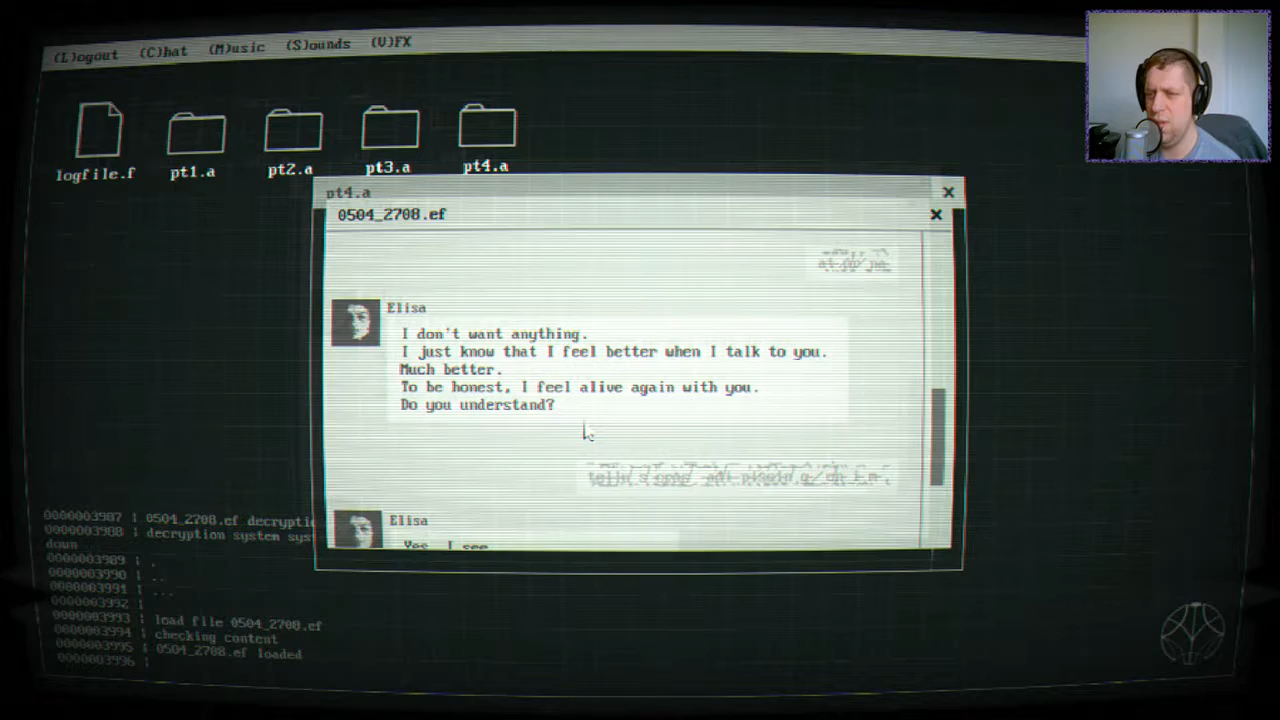 (L)ogout (C)hat (M)usic (S)ounds (V)FX
logfile.f pt1.a pt2.a pt3.a pt4.a
pt4.a
0504_2708.ef
Elisa
I don't want anything.
I just know that I feel better when I talk to you.
Much better.
To be honest, I feel alive again with you.
Do you understand?
Elisa
Yes, I see
0000003987 | 0504_2708.ef decryptio
0000003988 | decryption system sys
down
0000003989 | .
0000003990 | ..
0000003991 | ...
0000003992 |
0000003993 | load file 0504_2708.ef
0000003994 | checking content
0000003995 | 0504_2708.ef loaded
0000003996 |